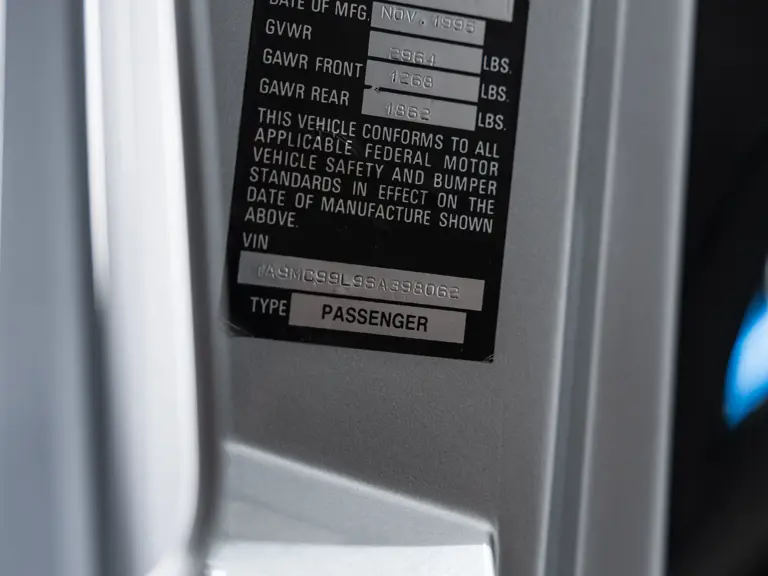 DATE OF MFG. NOV. 1995
GVWR 2964 LBS.
GAWR FRONT 1268 LBS.
GAWR REAR 1862 LBS.
THIS VEHICLE CONFORMS TO ALL
APPLICABLE FEDERAL MOTOR
VEHICLE SAFETY AND BUMPER
STANDARDS IN EFFECT ON THE
DATE OF MANUFACTURE SHOWN
ABOVE.
VIN
1A9MC99L9SA398062
TYPE PASSENGER